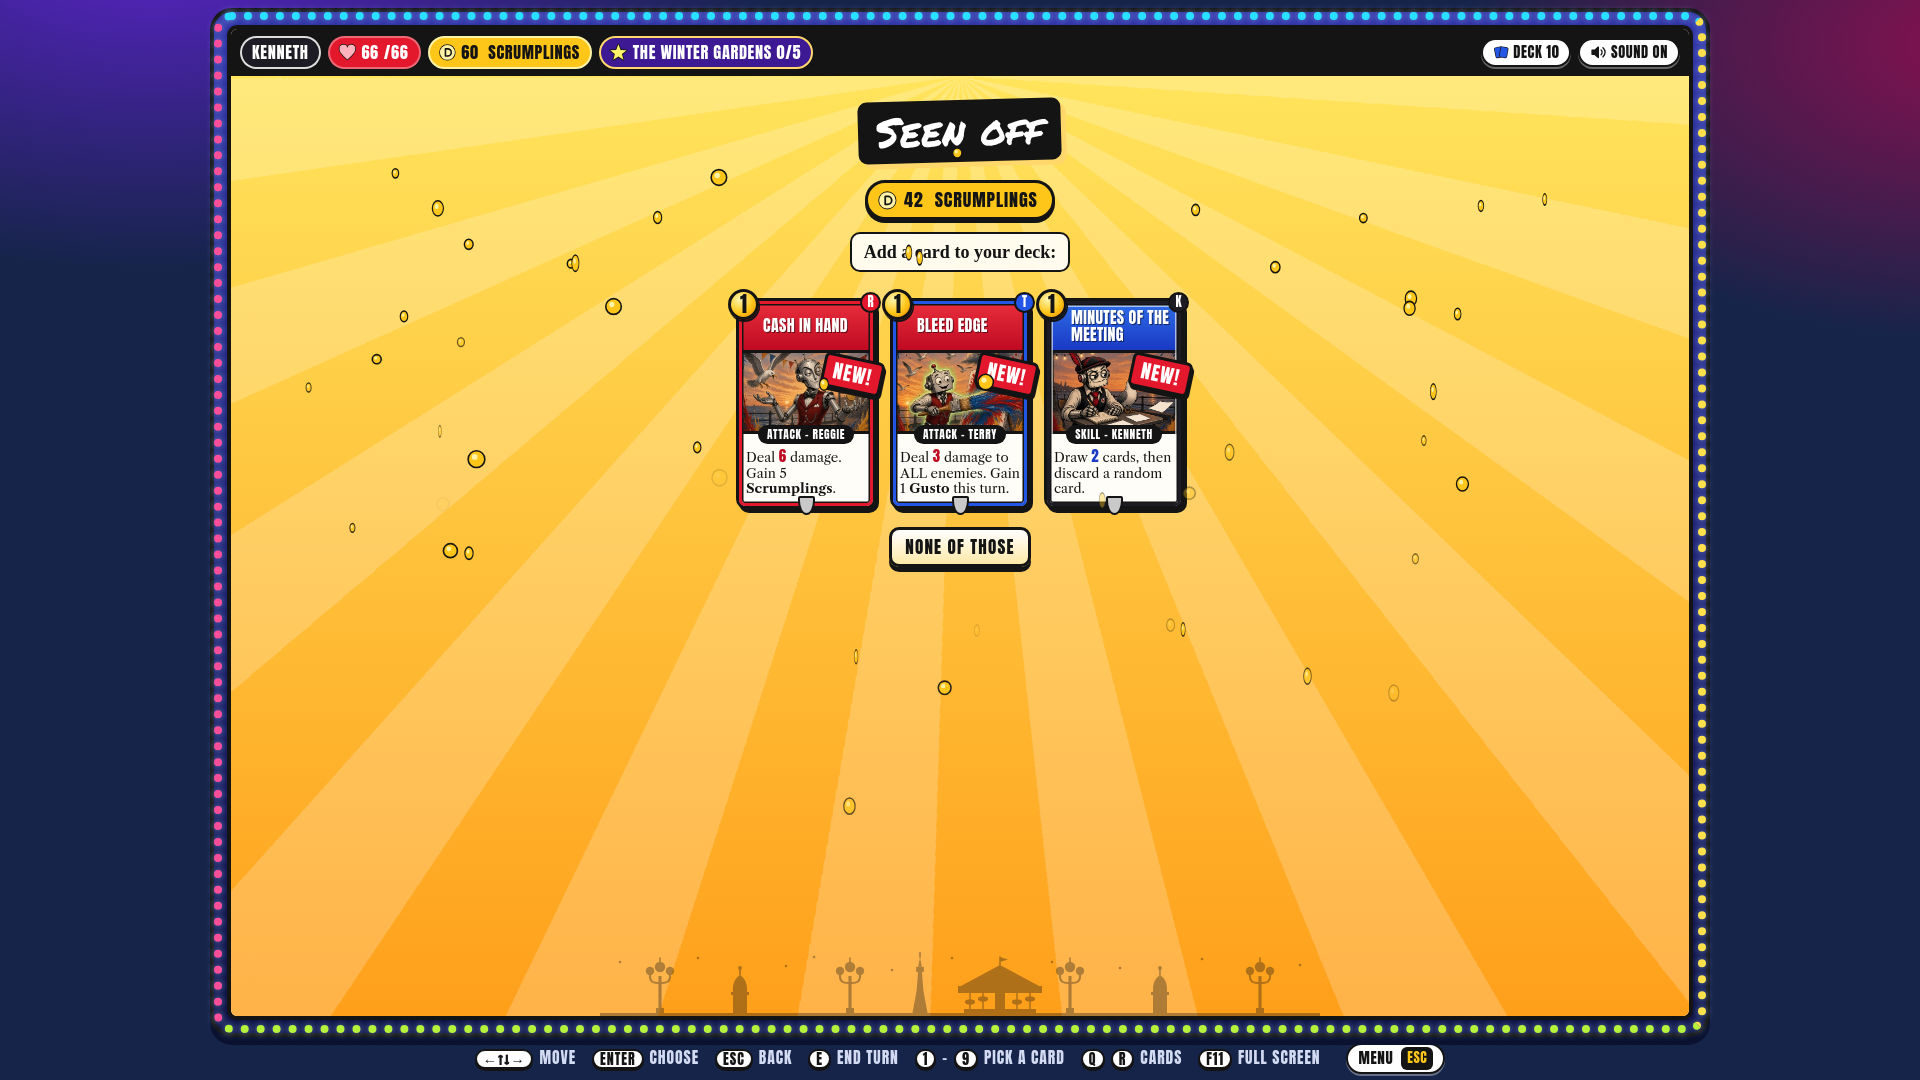 KENNETH
66 /66
D 60 SCRUMPLINGS
THE WINTER GARDENS 0/5
DECK 10
SOUND ON
SEEN OFF
D 42 SCRUMPLINGS
Add a card to your deck:
1
R
CASH IN HAND
NEW!
ATTACK - REGGIE
Deal 6 damage.
Gain 5
Scrumplings.
1
T
BLEED EDGE
NEW!
ATTACK - TERRY
Deal 3 damage to
ALL enemies. Gain
1 Gusto this turn.
1
K
MINUTES OF THE
MEETING
NEW!
SKILL - KENNETH
Draw 2 cards, then
discard a random
card.
NONE OF THOSE
←↑↓→ MOVE ENTER CHOOSE ESC BACK E END TURN 1 - 9 PICK A CARD Q R CARDS F11 FULL SCREEN MENU ESC